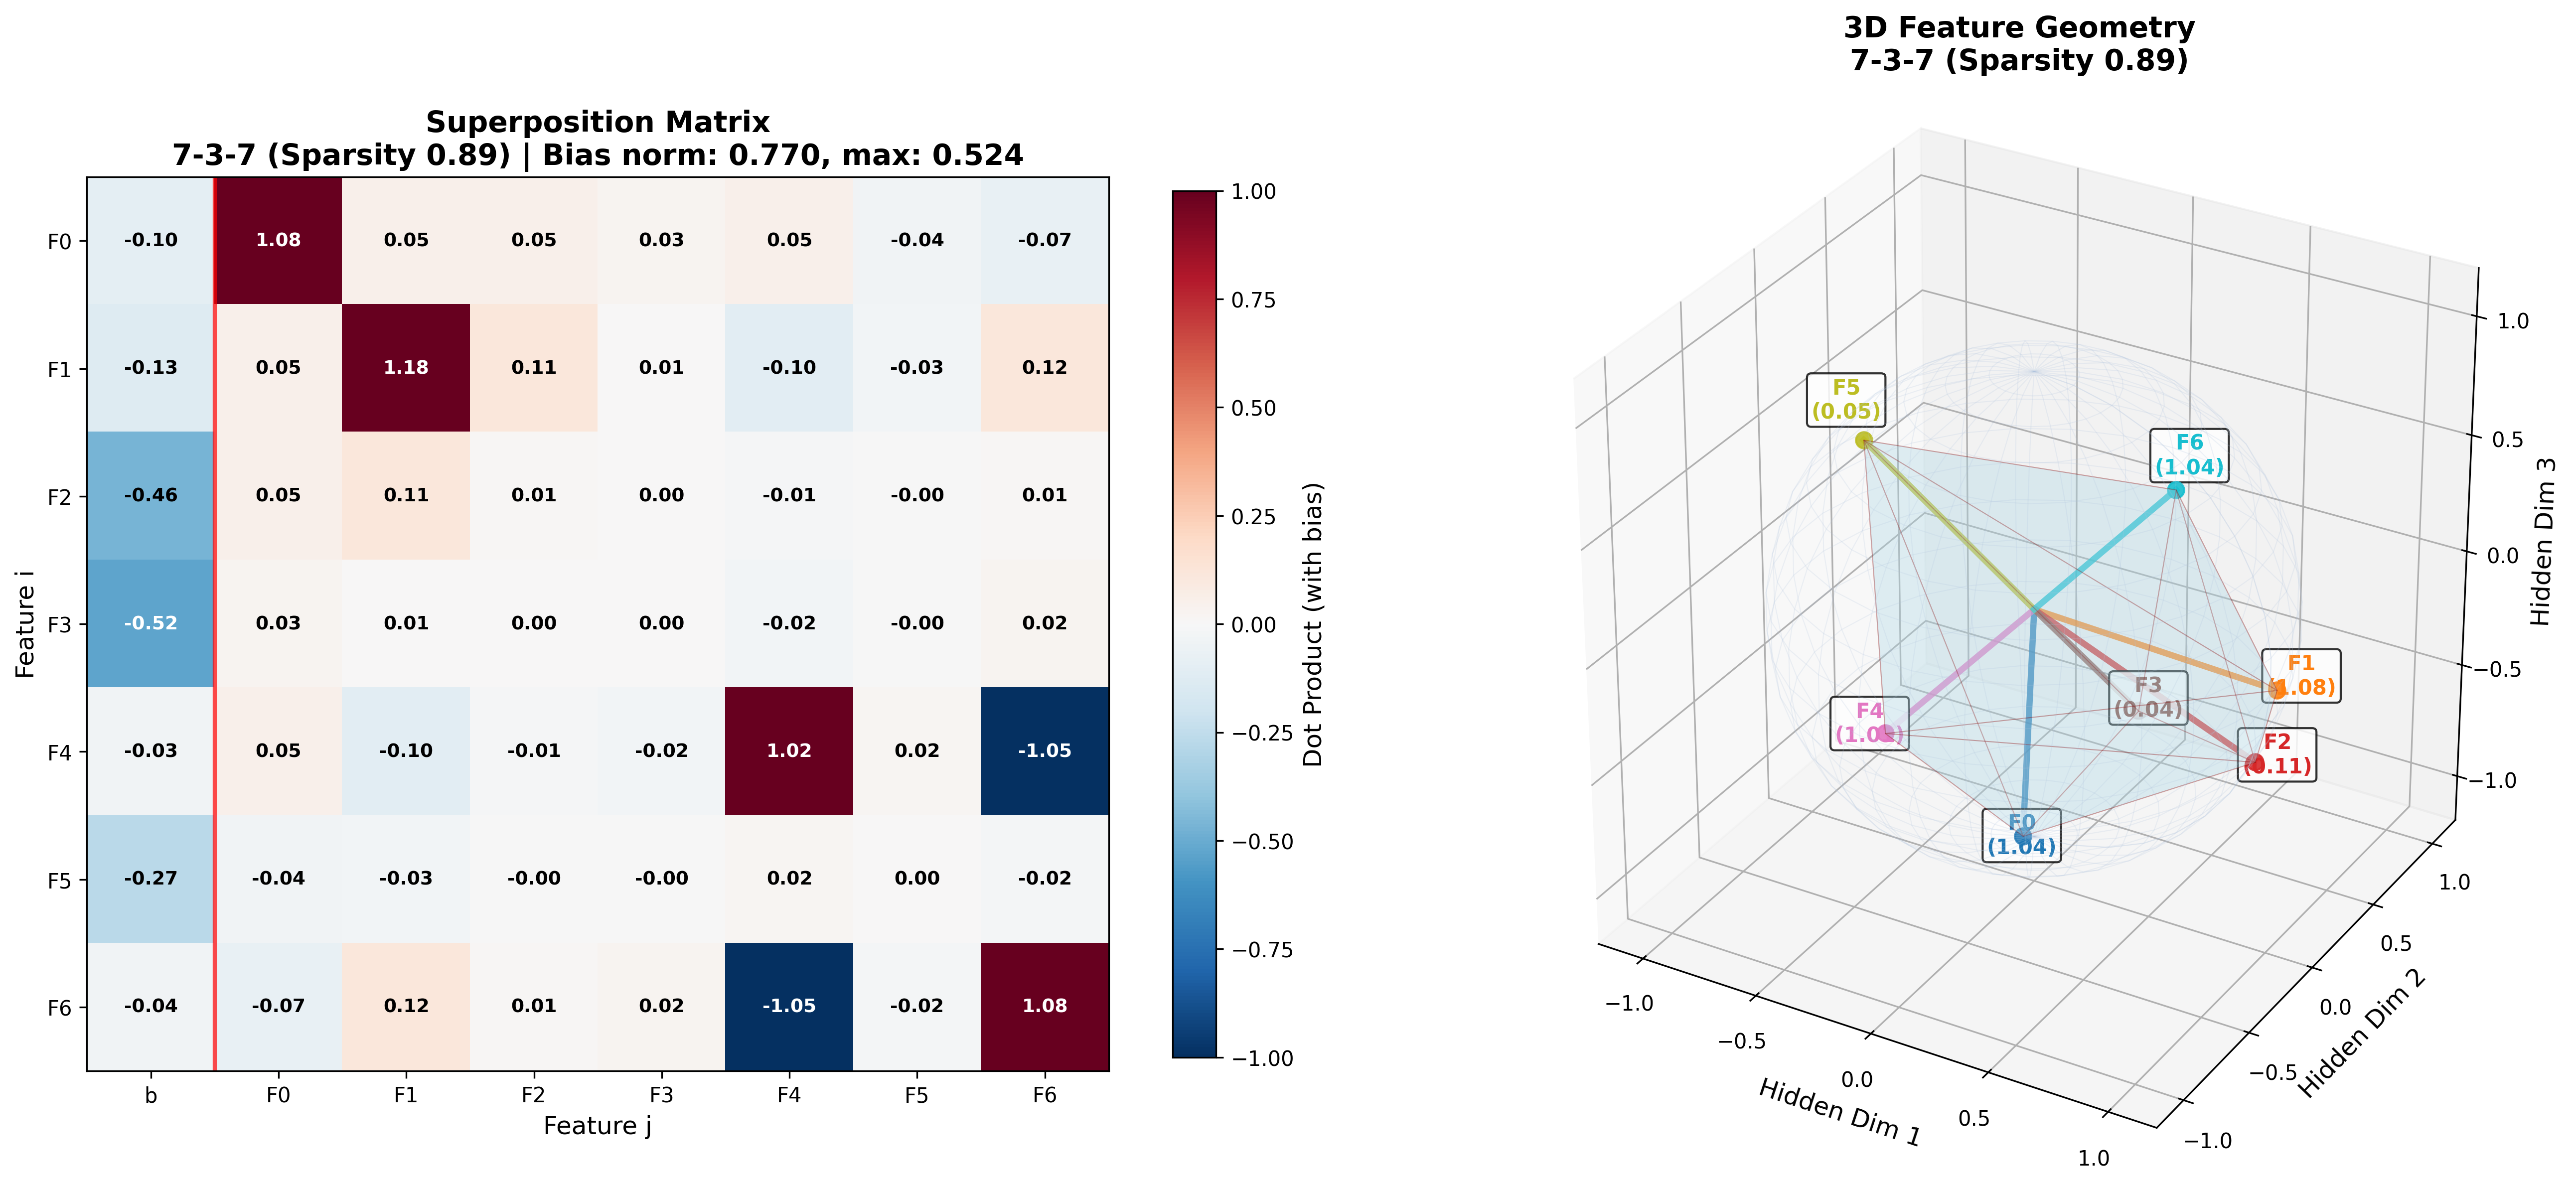 Superposition Matrix
7-3-7 (Sparsity 0.89) | Bias norm: 0.770, max: 0.524
F0 -0.10 1.08 0.05 0.05 0.03 0.05 -0.04 -0.07
F1 -0.13 0.05 1.18 0.11 0.01 -0.10 -0.03 0.12
F2 -0.46 0.05 0.11 0.01 0.00 -0.01 -0.00 0.01
F3 -0.52 0.03 0.01 0.00 0.00 -0.02 -0.00 0.02
F4 -0.03 0.05 -0.10 -0.01 -0.02 1.02 0.02 -1.05
F5 -0.27 -0.04 -0.03 -0.00 -0.00 0.02 0.00 -0.02
F6 -0.04 -0.07 0.12 0.01 0.02 -1.05 -0.02 1.08
b F0 F1 F2 F3 F4 F5 F6
Feature j
Feature i
1.00
0.75
0.50
0.25
0.00
−0.25
−0.50
−0.75
−1.00
Dot Product (with bias)
3D Feature Geometry
7-3-7 (Sparsity 0.89)
F5
(0.05)
F6
(1.04)
F1
(1.08)
F3
(0.04)
F4
F2
(0.11)
F0
(1.04)
1.0
0.5
0.0
−0.5
−1.0
Hidden Dim 3
1.0
0.5
0.0
−0.5
−1.0
Hidden Dim 2
−1.0
−0.5
0.0
0.5
1.0
Hidden Dim 1